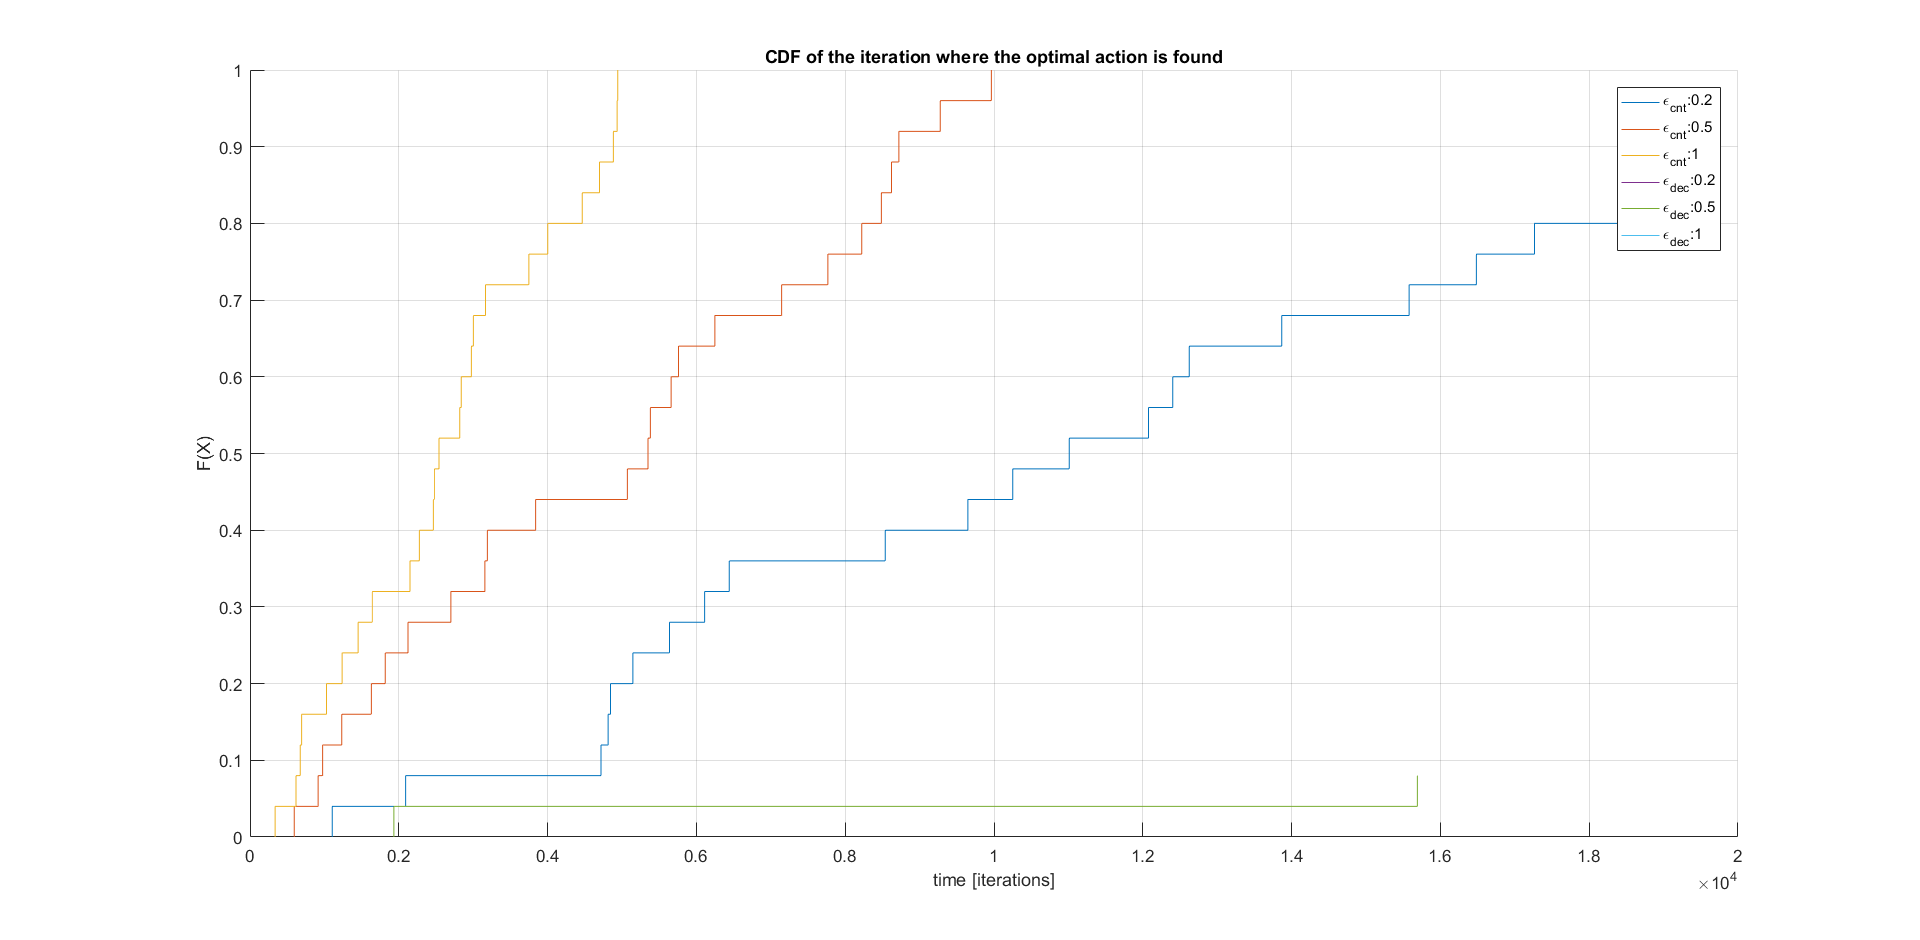 CDF of the iteration where the optimal action is found
1
0.9
0.8
0.7
0.6
0.5
0.4
0.3
0.2
0.1
0
F(X)
ϵcnt:0.2
ϵcnt:0.5
ϵcnt:1
ϵdec:0.2
ϵdec:0.5
ϵdec:1
0 0.2 0.4 0.6 0.8 1 1.2 1.4 1.6 1.8 2
time [iterations]
×10^4